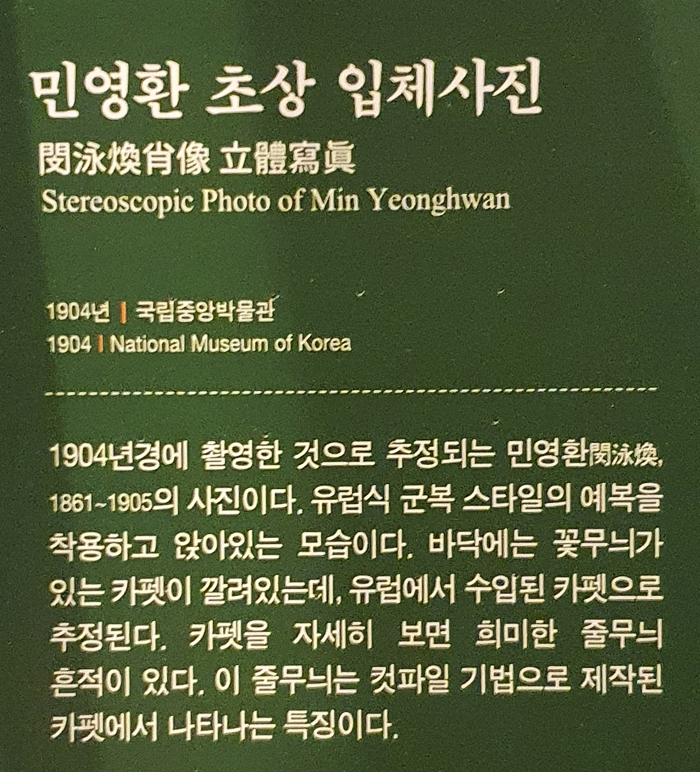 민영환 초상 입체사진
閔泳煥肖像 立體寫眞
Stereoscopic Photo of Min Yeonghwan
1904년 | 국립중앙박물관
1904 | National Museum of Korea
1904년경에 촬영한 것으로 추정되는 민영환閔泳煥,
1861~1905의 사진이다. 유럽식 군복 스타일의 예복을
착용하고 앉아있는 모습이다. 바닥에는 꽃무늬가
있는 카펫이 깔려있는데, 유럽에서 수입된 카펫으로
추정된다. 카펫을 자세히 보면 희미한 줄무늬
흔적이 있다. 이 줄무늬는 컷파일 기법으로 제작된
카펫에서 나타나는 특징이다.